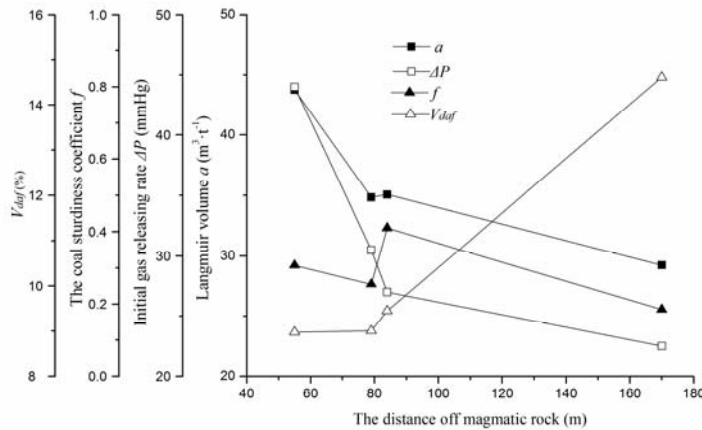 16
14
12
10
8
V_daf (%)
1.0
0.8
0.6
0.4
0.2
0.0
The coal sturdiness coefficient f
50
40
30
20
Initial gas releasing rate ΔP (mmHg)
50
40
30
20
Langmuir volume a (m³·t⁻¹)
a
ΔP
f
V_daf
40 60 80 100 120 140 160 180
The distance off magmatic rock (m)